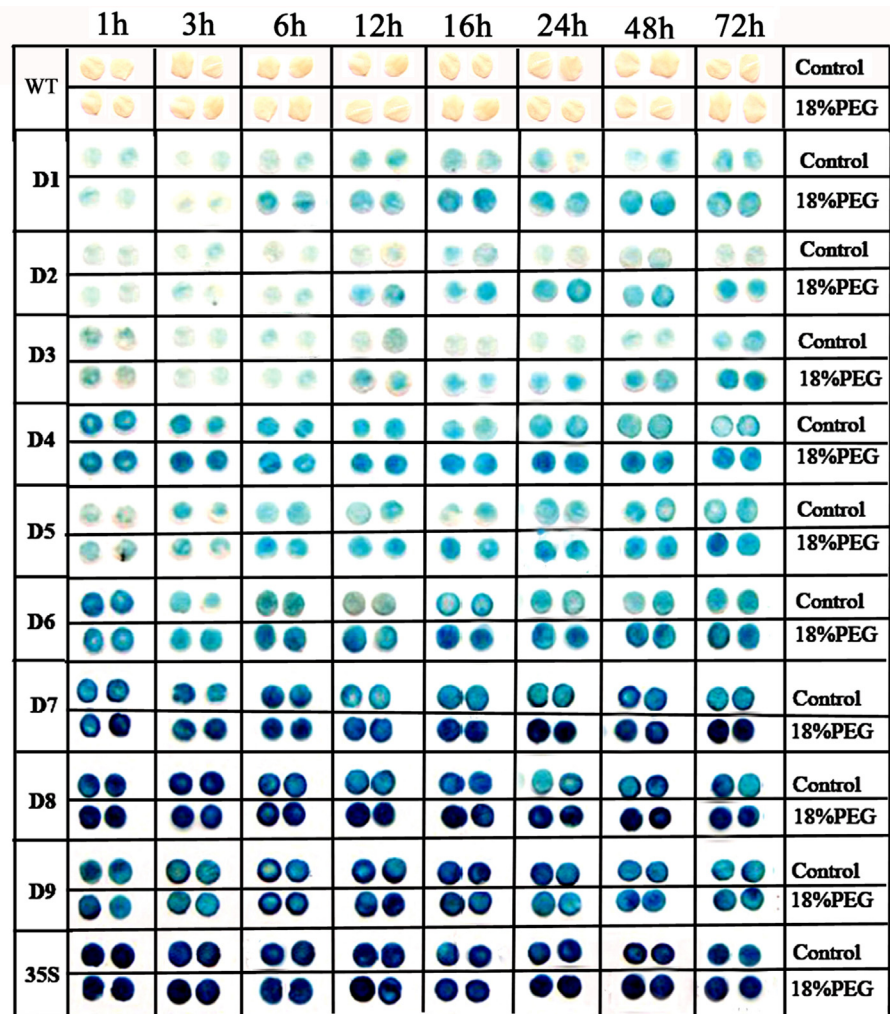 1h 3h 6h 12h 16h 24h 48h 72h
WT
Control
18%PEG
D1
Control
18%PEG
D2
Control
18%PEG
D3
Control
18%PEG
D4
Control
18%PEG
D5
Control
18%PEG
D6
Control
18%PEG
D7
Control
18%PEG
D8
Control
18%PEG
D9
Control
18%PEG
35S
Control
18%PEG